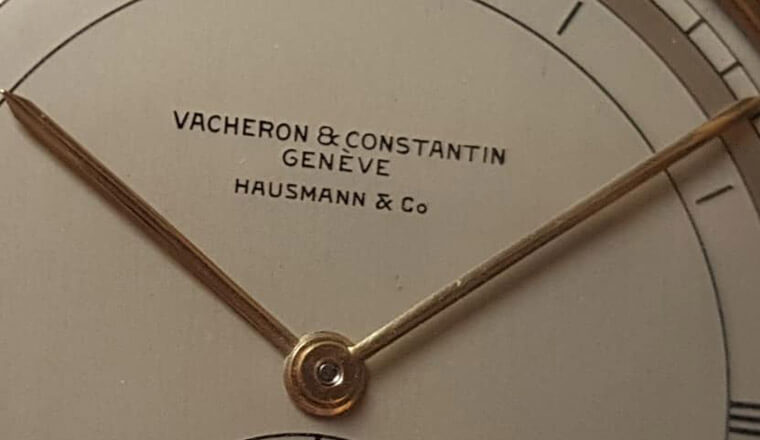 VACHERON & CONSTANTIN
GENÈVE
HAUSMANN & Co